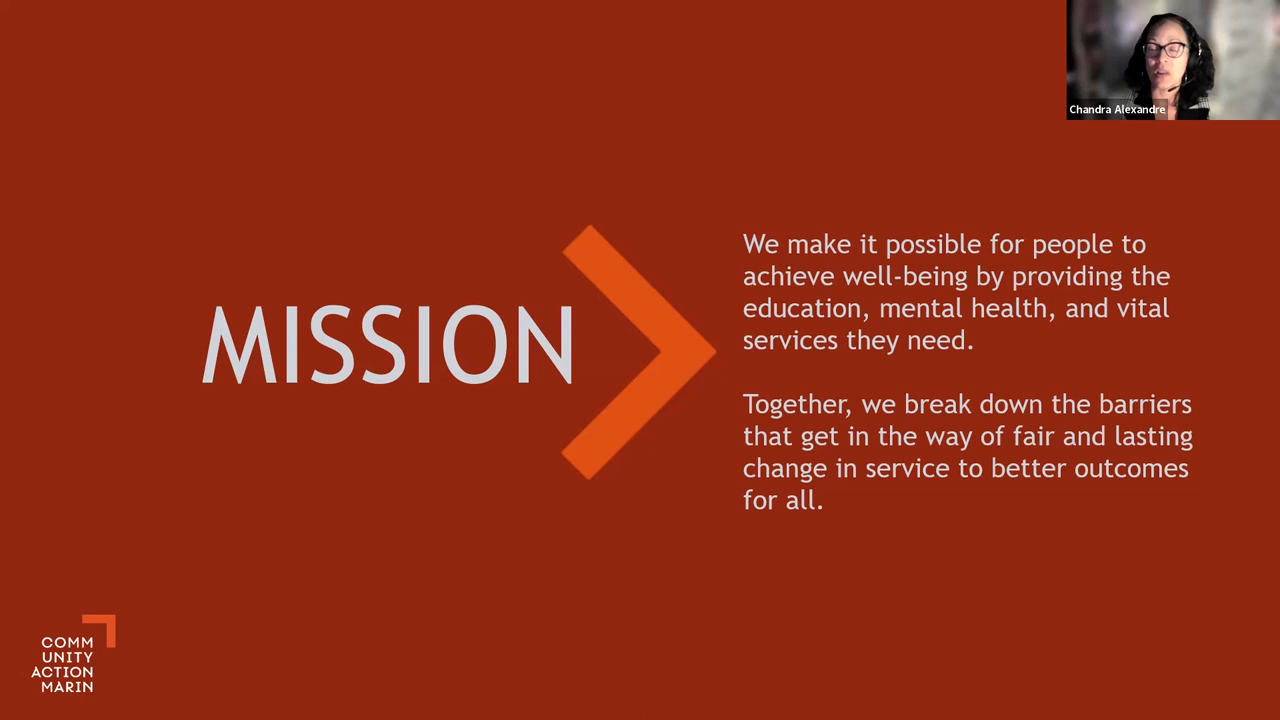 Chandra Alexandre
MISSION
We make it possible for people to
achieve well-being by providing the
education, mental health, and vital
services they need.
Together, we break down the barriers
that get in the way of fair and lasting
change in service to better outcomes
for all.
COMM
UNITY
ACTION
MARIN